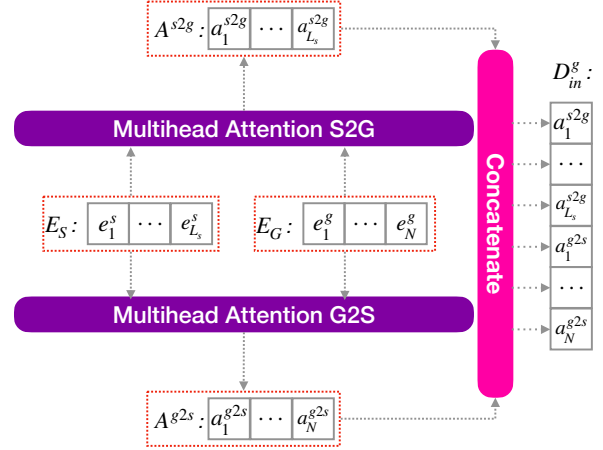 A^{s2g}: a_1^{s2g} ··· a_{L_s}^{s2g}
D_{in}^g:
Multihead Attention S2G
E_S: e_1^s ··· e_{L_s}^s
E_G: e_1^g ··· e_N^g
Multihead Attention G2S
A^{g2s}: a_1^{g2s} ··· a_N^{g2s}
Concatenate
a_1^{s2g}
···
a_{L_s}^{s2g}
a_1^{g2s}
···
a_N^{g2s}